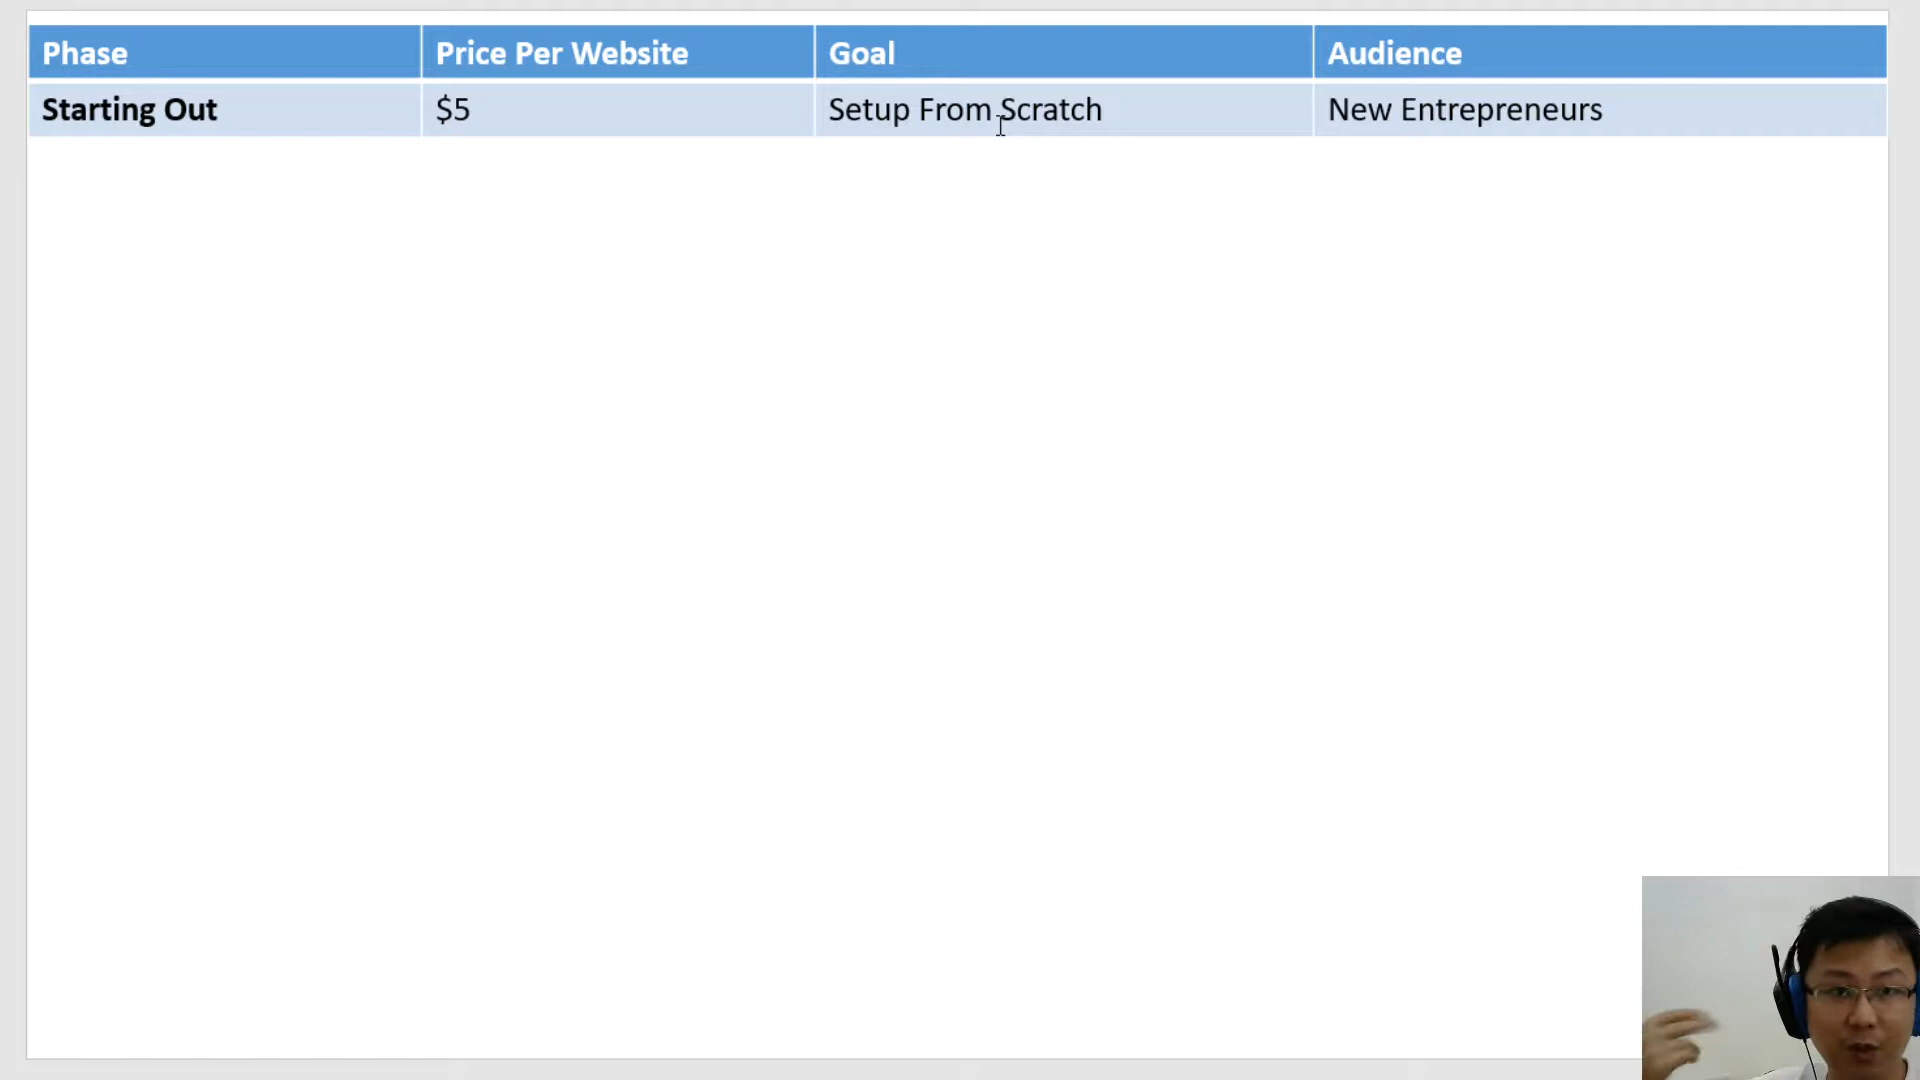 Phase Price Per Website Goal Audience
Starting Out $5 Setup From Scratch New Entrepreneurs